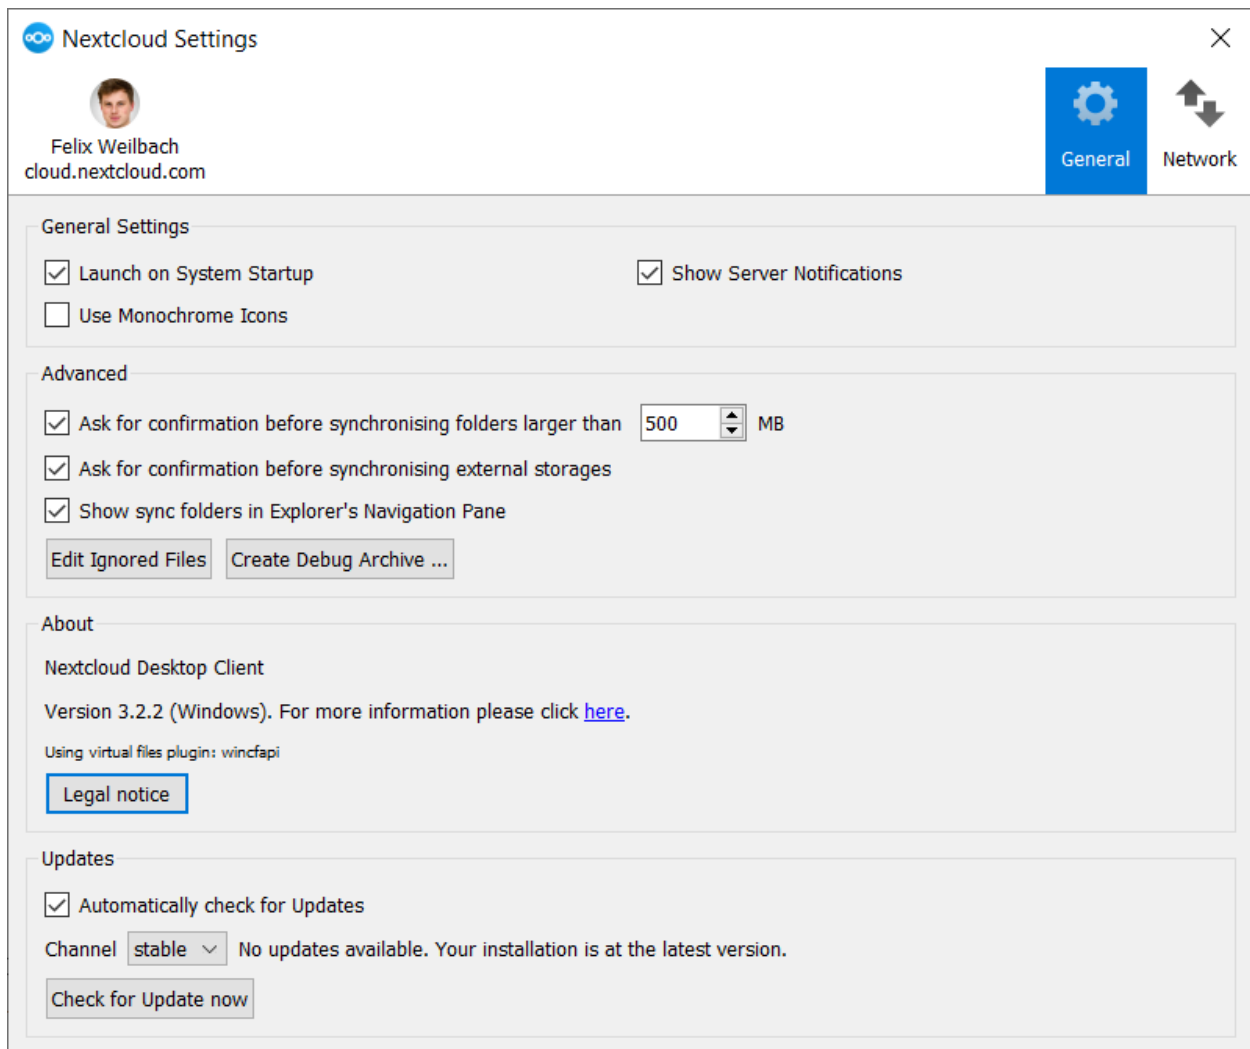 Nextcloud Settings
Felix Weilbach
cloud.nextcloud.com
General
Network
General Settings
Launch on System Startup
Show Server Notifications
Use Monochrome Icons
Advanced
Ask for confirmation before synchronising folders larger than 500 MB
Ask for confirmation before synchronising external storages
Show sync folders in Explorer's Navigation Pane
Edit Ignored Files
Create Debug Archive ...
About
Nextcloud Desktop Client
Version 3.2.2 (Windows). For more information please click here.
Using virtual files plugin: wincfapi
Legal notice
Updates
Automatically check for Updates
Channel stable No updates available. Your installation is at the latest version.
Check for Update now